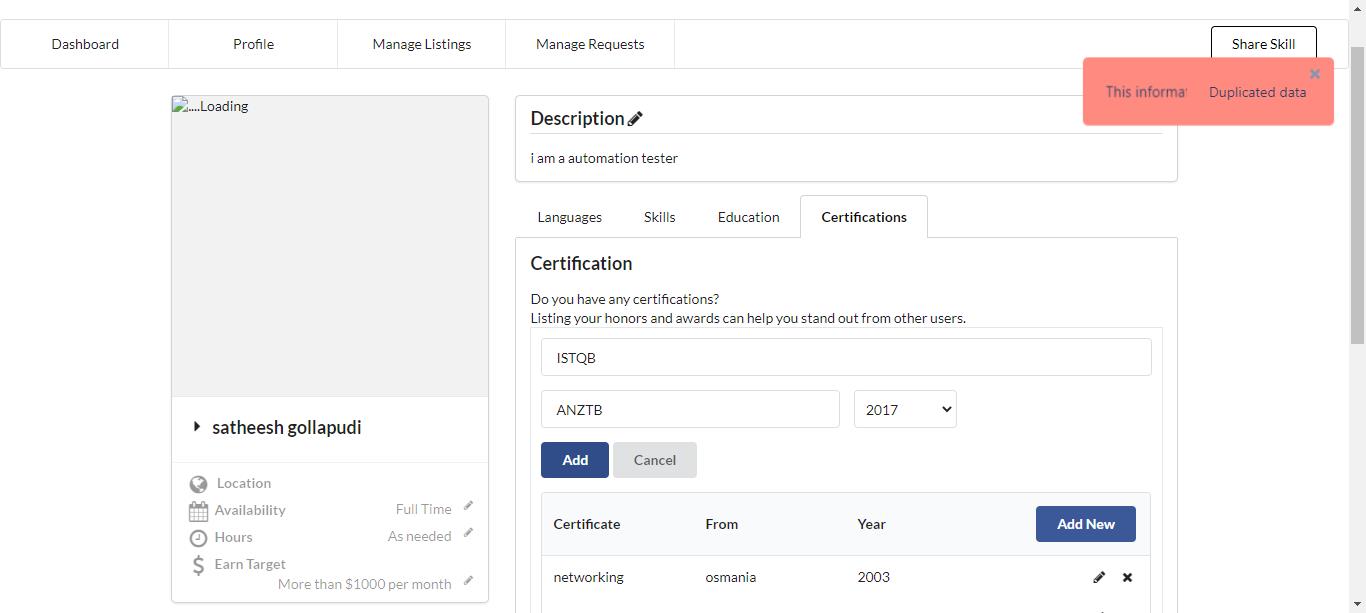 Dashboard
Profile
Manage Listings
Manage Requests
Share Skill
This informa
Duplicated data
....Loading
satheesh gollapudi
Location
Availability
Full Time
Hours
As needed
Earn Target
More than $1000 per month
Description
i am a automation tester
Languages
Skills
Education
Certifications
Certification
Do you have any certifications?
Listing your honors and awards can help you stand out from other users.
ISTQB
ANZTB
2017
Add
Cancel
Certificate
From
Year
Add New
networking
osmania
2003